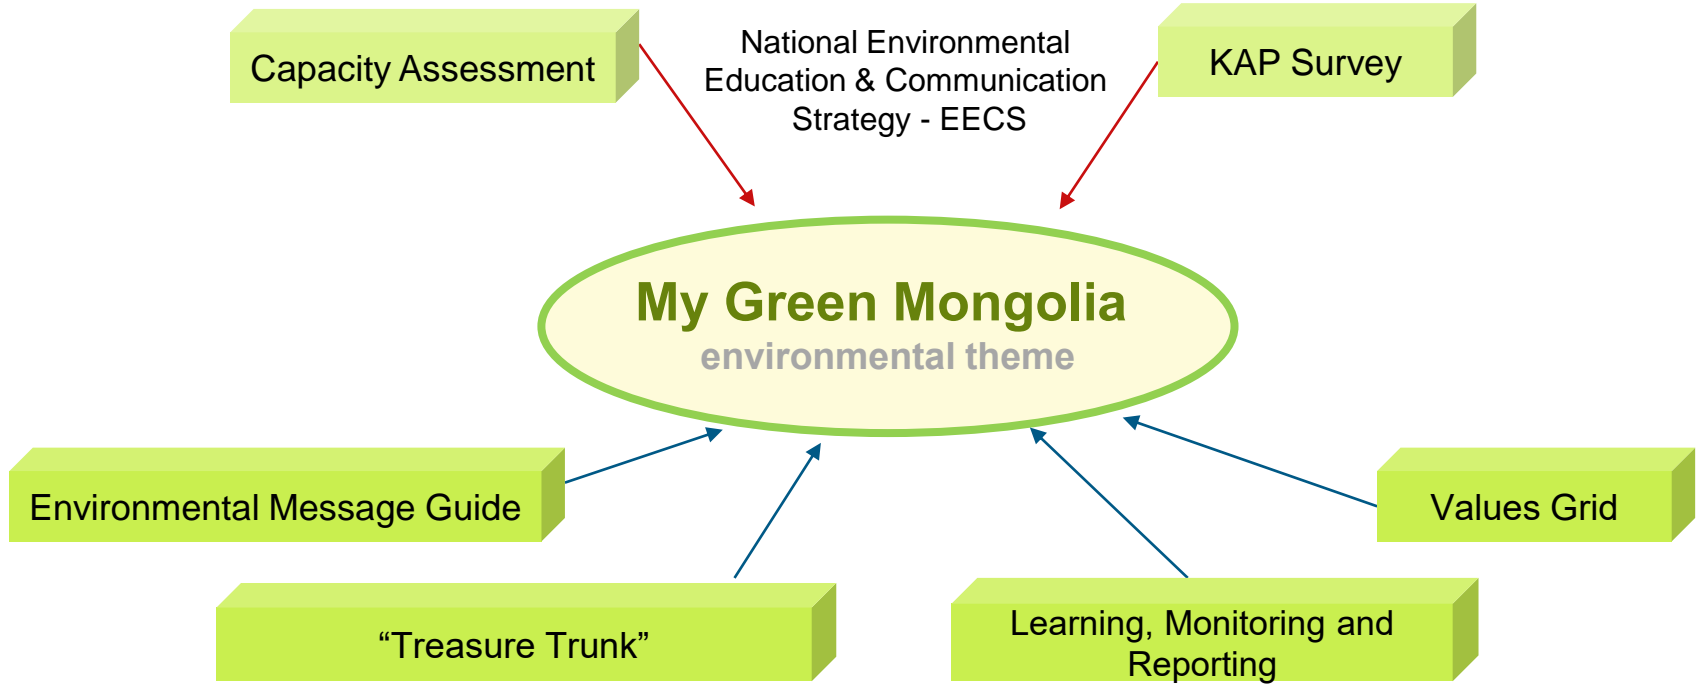 National Environmental
Education & Communication
Strategy - EECS
Capacity Assessment
KAP Survey
My Green Mongolia
environmental theme
Environmental Message Guide
Values Grid
“Treasure Trunk”
Learning, Monitoring and
Reporting